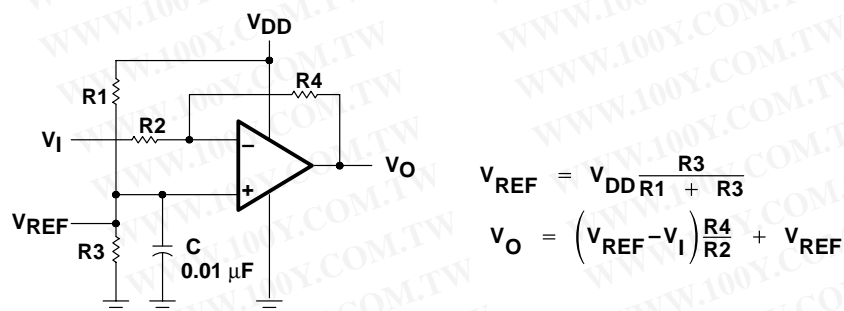 VDD
R1
R4
VI
R2
−
+
VO
VREF
R3
C
0.01 μF
VREF = VDD R3 / R1 + R3
VO = (VREF−VI) R4 / R2 + VREF
WWW.100Y.COM.TW